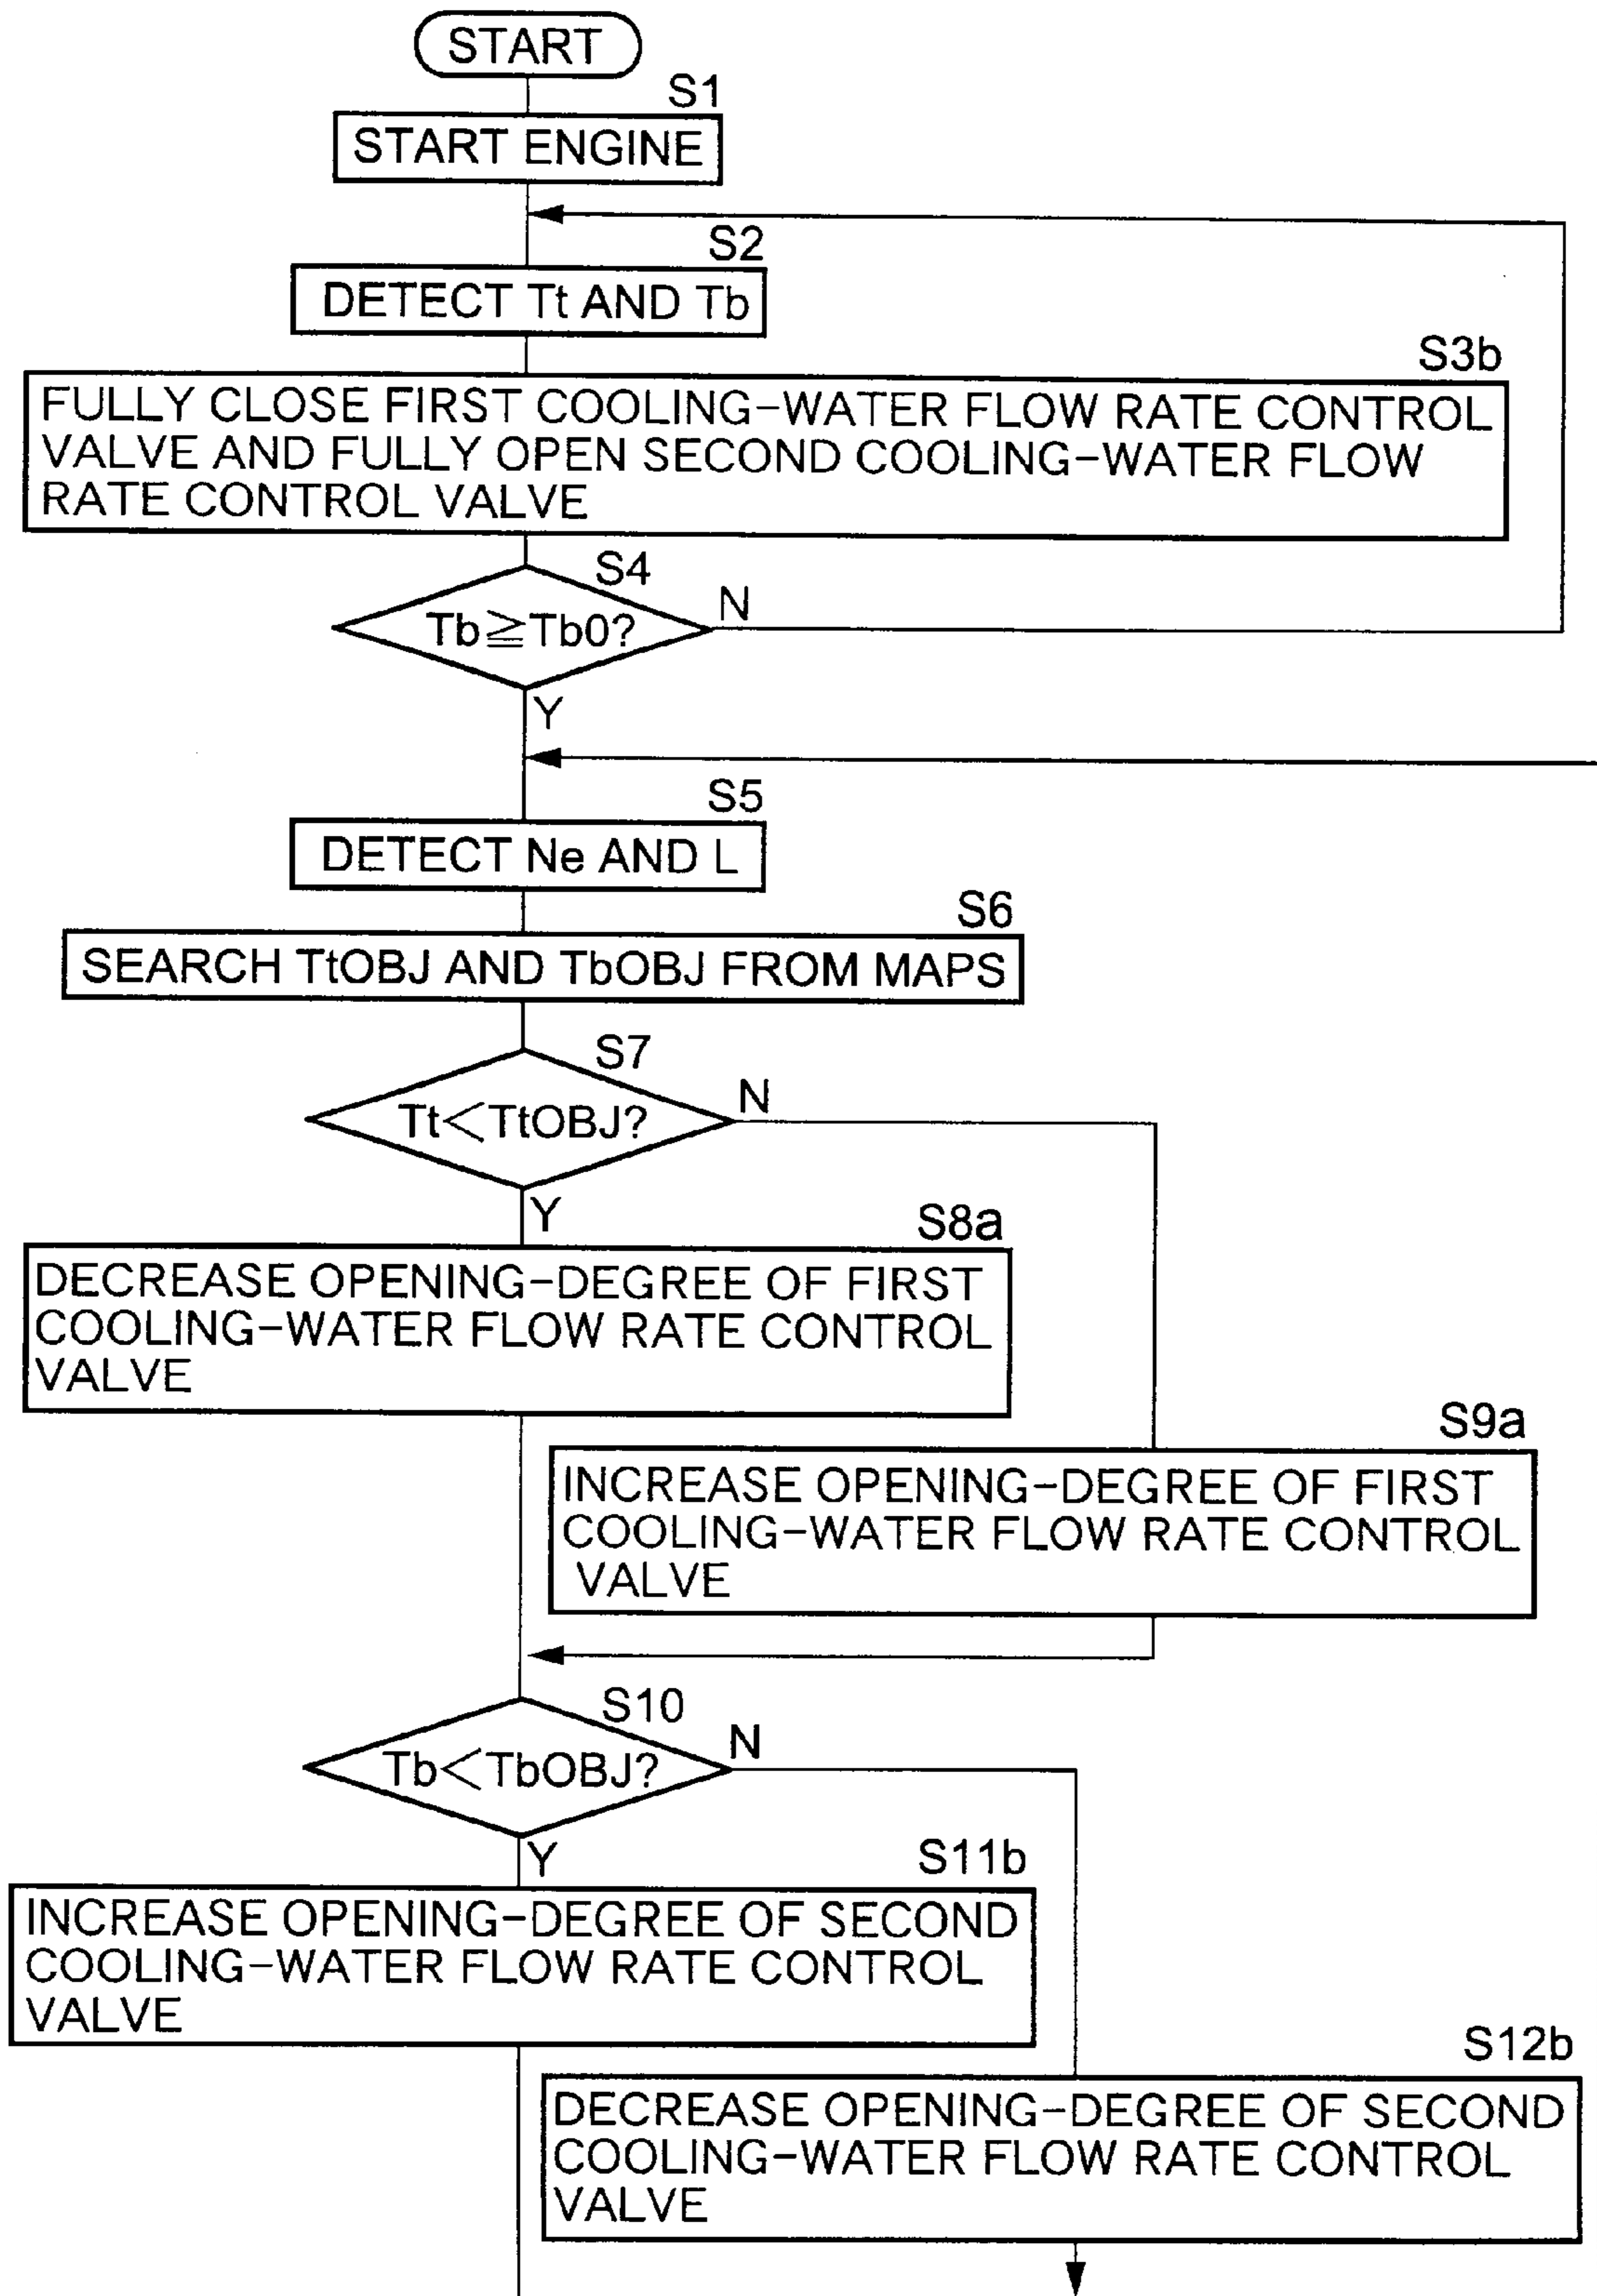 START
S1
START ENGINE
S2
DETECT Tt AND Tb
S3b
FULLY CLOSE FIRST COOLING-WATER FLOW RATE CONTROL
VALVE AND FULLY OPEN SECOND COOLING-WATER FLOW
RATE CONTROL VALVE
S4
Tb≧Tb0?
N
Y
S5
DETECT Ne AND L
S6
SEARCH TtOBJ AND TbOBJ FROM MAPS
S7
Tt<TtOBJ?
N
Y
S8a
DECREASE OPENING-DEGREE OF FIRST
COOLING-WATER FLOW RATE CONTROL
VALVE
S9a
INCREASE OPENING-DEGREE OF FIRST
COOLING-WATER FLOW RATE CONTROL
VALVE
S10
Tb<TbOBJ?
N
Y
S11b
INCREASE OPENING-DEGREE OF SECOND
COOLING-WATER FLOW RATE CONTROL
VALVE
S12b
DECREASE OPENING-DEGREE OF SECOND
COOLING-WATER FLOW RATE CONTROL
VALVE